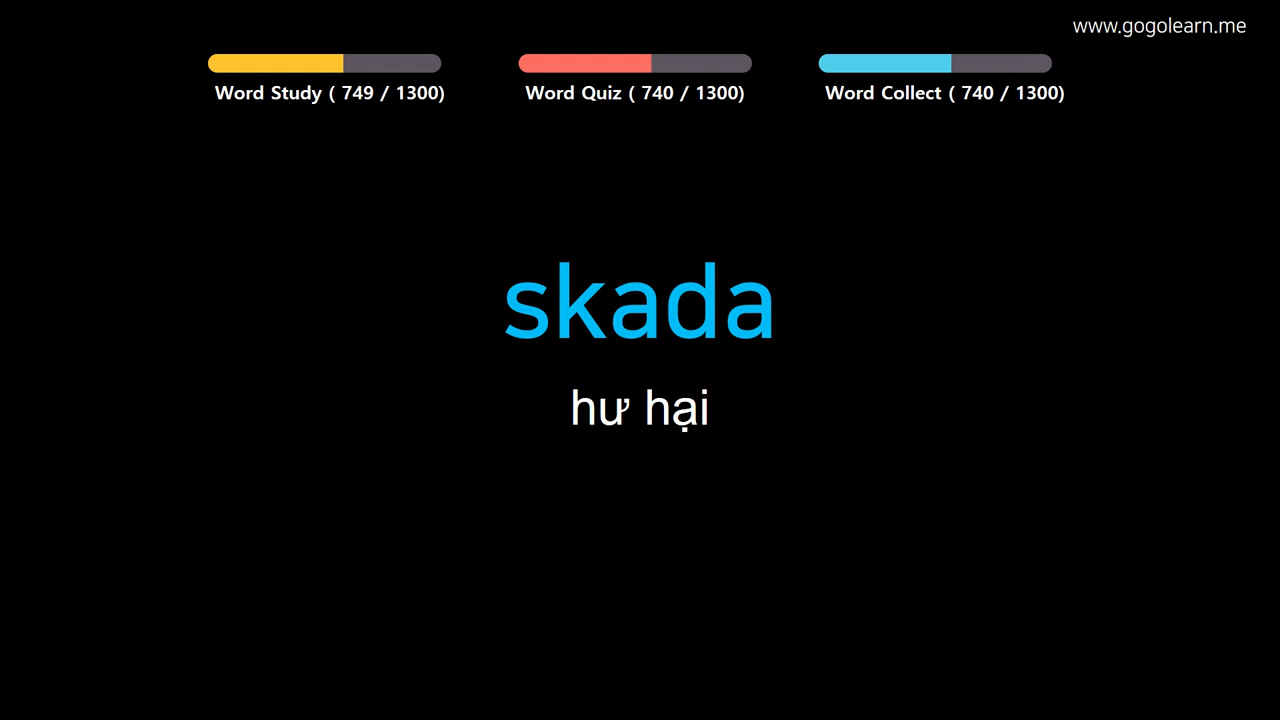 www.gogolearn.me
Word Study ( 749 / 1300)
Word Quiz ( 740 / 1300)
Word Collect ( 740 / 1300)
skada
hư hại